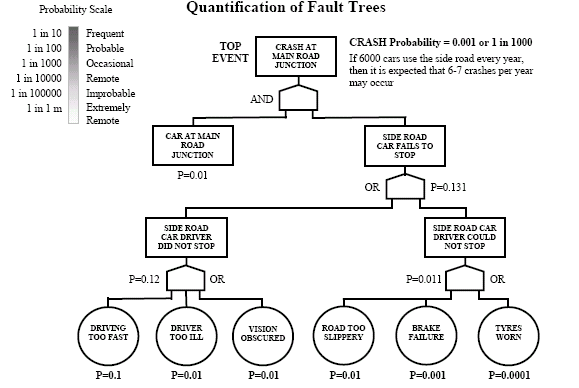 Quantification of Fault Trees
Probability Scale
1 in 10 Frequent
1 in 100 Probable
1 in 1000 Occasional
1 in 10000 Remote
1 in 100000 Improbable
1 in 1 m Extremely
Remote
TOP
EVENT
CRASH AT
MAIN ROAD
JUNCTION
CRASH Probability = 0.001 or 1 in 1000
If 6000 cars use the side road every year,
then it is expected that 6-7 crashes per year
may occur
AND
CAR AT MAIN
ROAD
JUNCTION
P=0.01
SIDE ROAD
CAR FAILS TO
STOP
OR
P=0.131
SIDE ROAD
CAR DRIVER
DID NOT STOP
P=0.12
OR
SIDE ROAD CAR
DRIVER COULD
NOT STOP
P=0.011
OR
DRIVING
TOO FAST
P=0.1
DRIVER
TOO ILL
P=0.01
VISION
OBSCURED
P=0.01
ROAD TOO
SLIPPERY
P=0.01
BRAKE
FAILURE
P=0.001
TYRES
WORN
P=0.0001